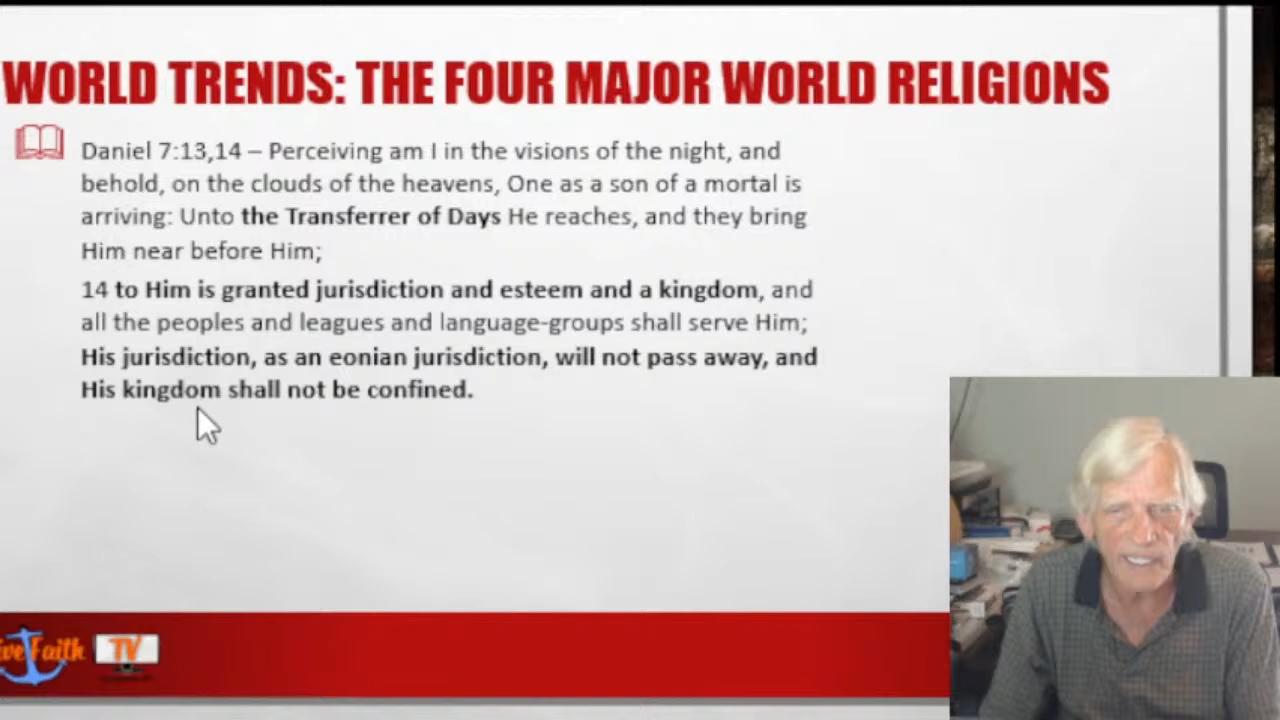 WORLD TRENDS: THE FOUR MAJOR WORLD RELIGIONS
Daniel 7:13,14 – Perceiving am I in the visions of the night, and
behold, on the clouds of the heavens, One as a son of a mortal is
arriving: Unto the Transferrer of Days He reaches, and they bring
Him near before Him;
14 to Him is granted jurisdiction and esteem and a kingdom, and
all the peoples and leagues and language-groups shall serve Him;
His jurisdiction, as an eonian jurisdiction, will not pass away, and
His kingdom shall not be confined.
ive Faith TV